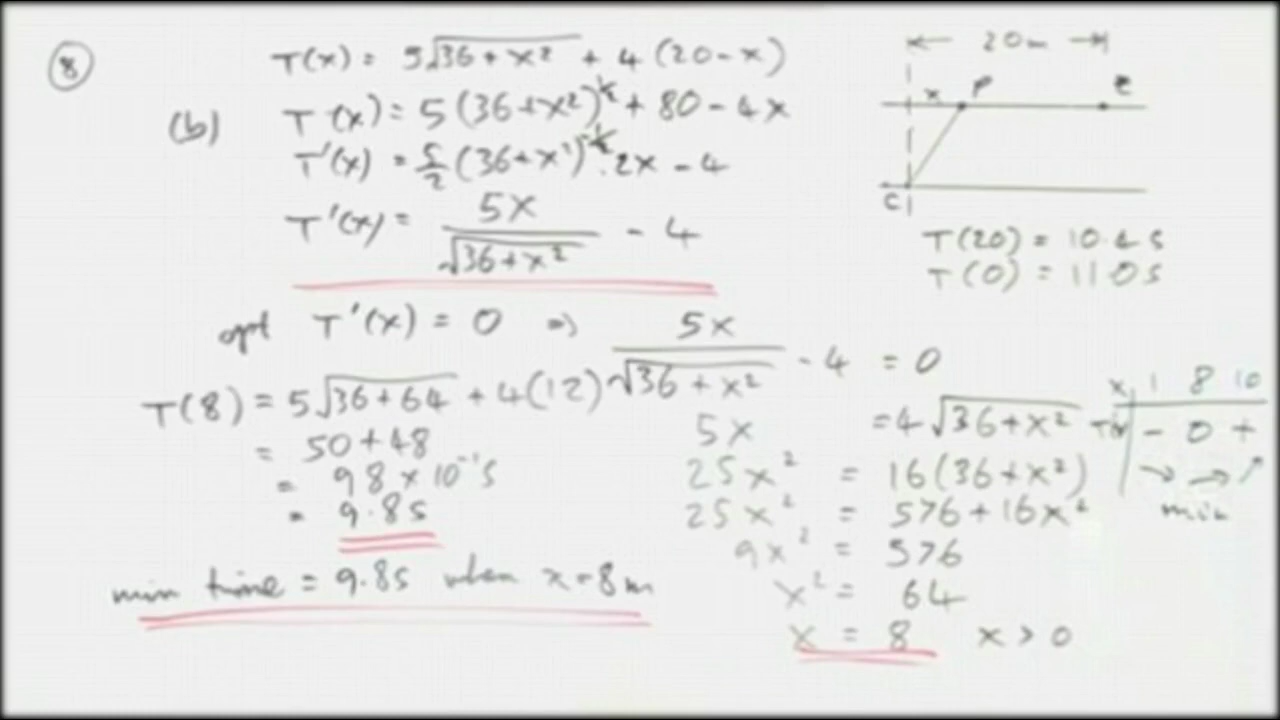 8
T(x) = 5√36 + x² + 4 (20 - x)
(b) T (x) = 5 (36 + x²)^½ + 80 - 4x
T'(x) = 5/2 (36 + x²)^-½ . 2x - 4
T'(x) = 5x / √36 + x² - 4
20m
x P Z
C
T(20) = 10.4 s
T(0) = 11.0 s
opt T'(x) = 0 => 5x / √36 + x² - 4 = 0
T(8) = 5√36 + 64 + 4(12)
= 50 + 48
= 98 × 10⁻¹s
= 9.8s
min time = 9.8s when x = 8m
5x = 4 √36 + x²
25x² = 16(36 + x²)
25x² = 576 + 16x²
9x² = 576
x² = 64
x = 8 x > 0
x 1 8 10
- 0 +
↘ → ↗
min